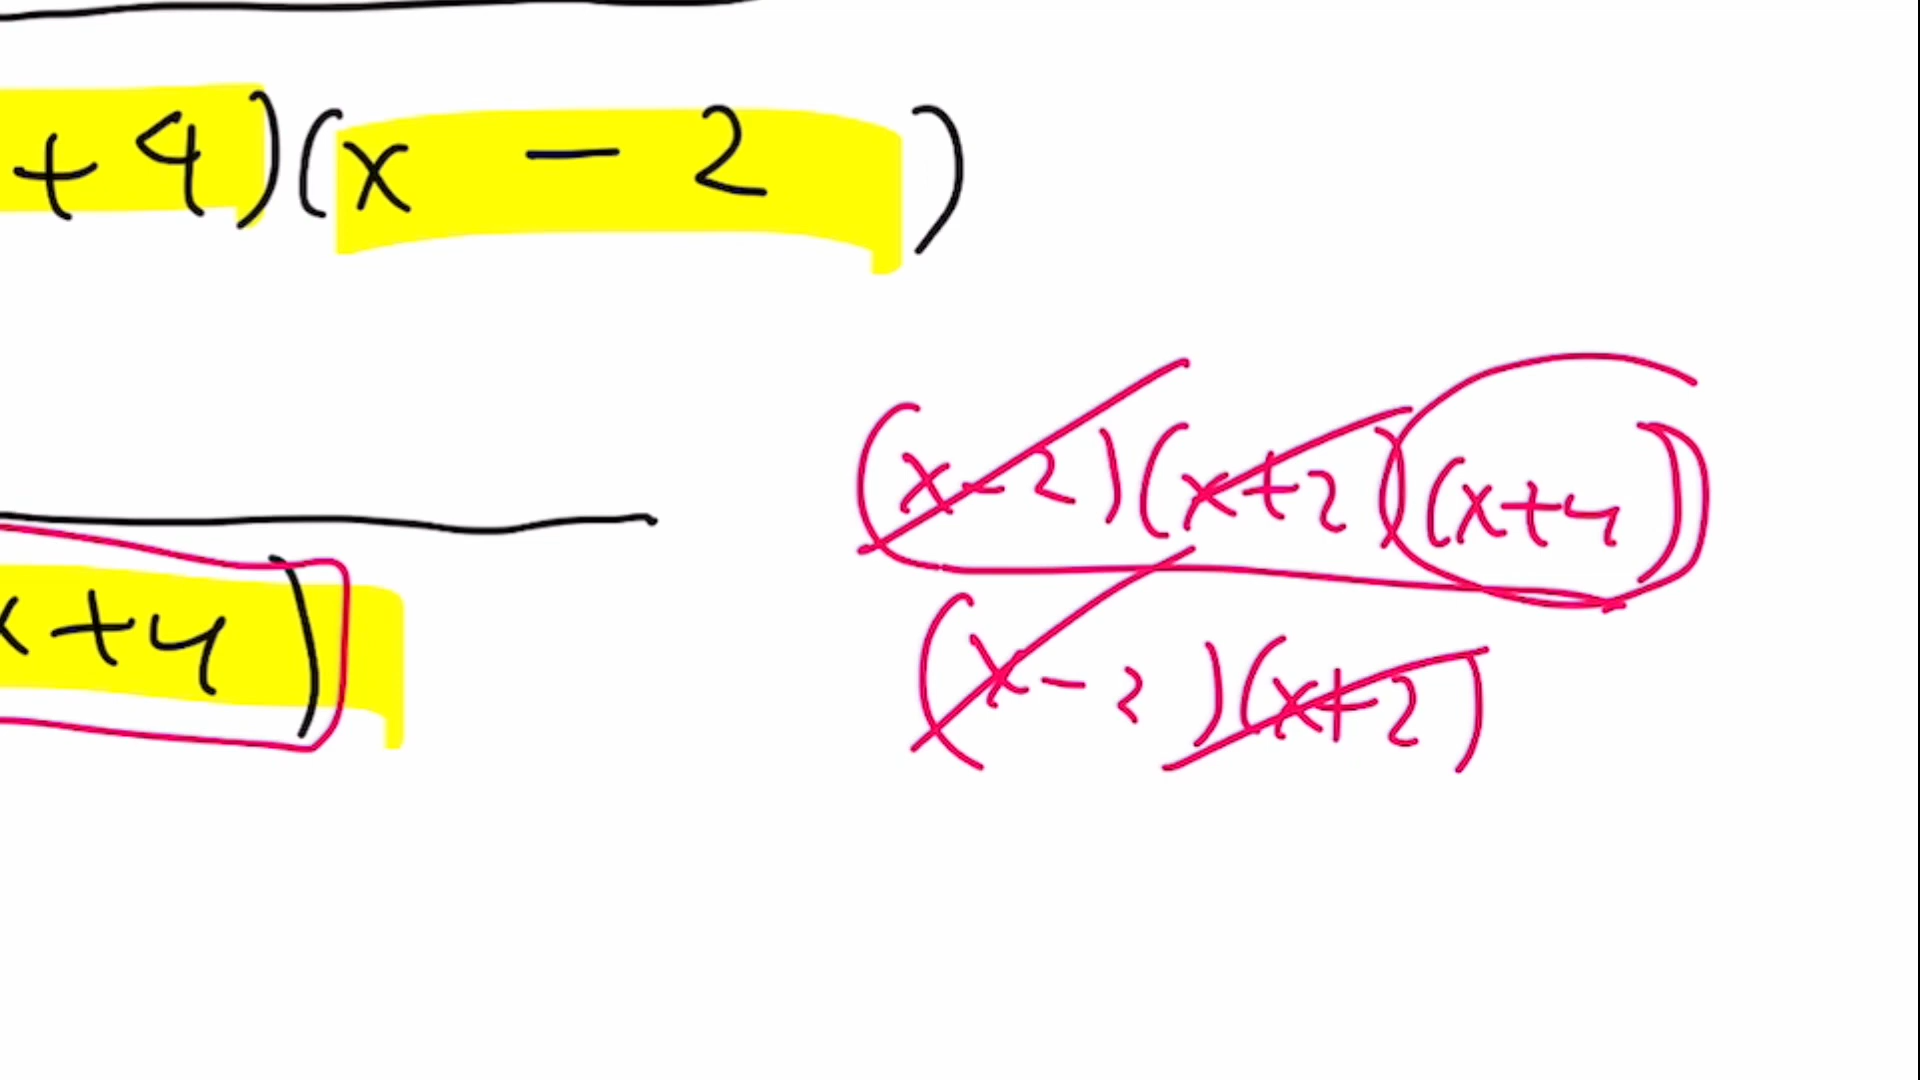 + 4)(x - 2)
(x-2)(x+2)(x+4)
x+4)
(x-2)(x+2)